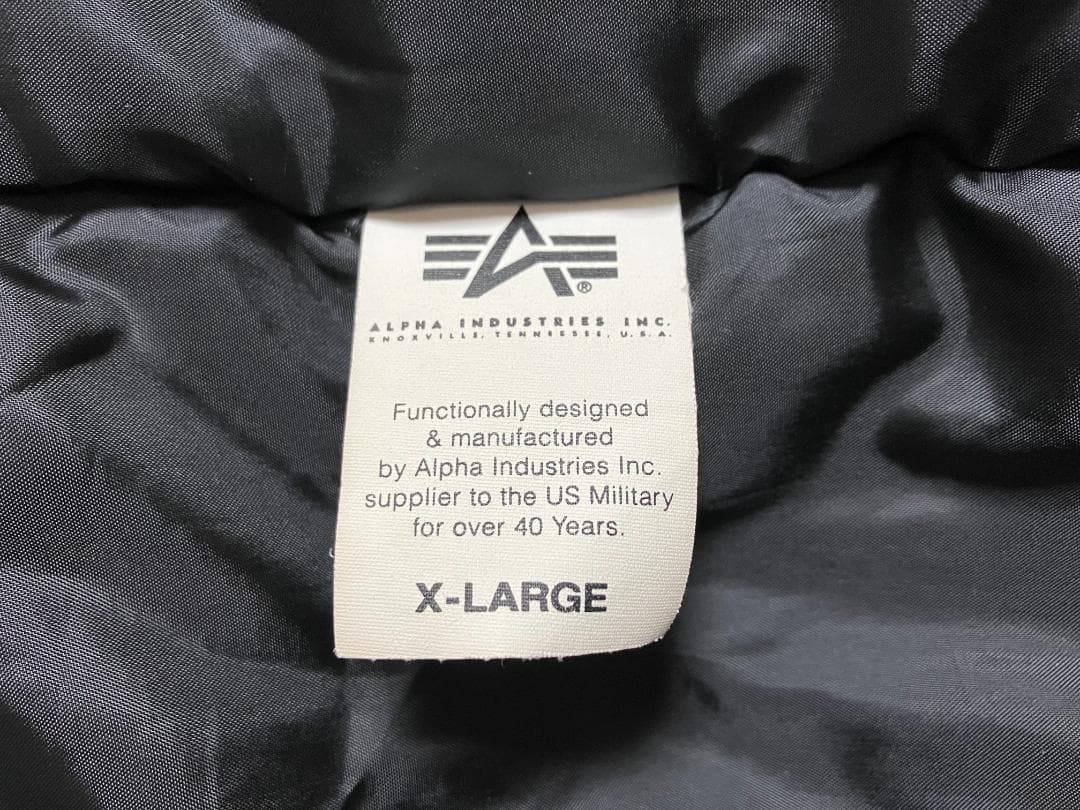 ®
ALPHA INDUSTRIES INC.
KNOXVILLE, TENNESSEE, U.S.A.
Functionally designed
& manufactured
by Alpha Industries Inc.
supplier to the US Military
for over 40 Years.
X-LARGE